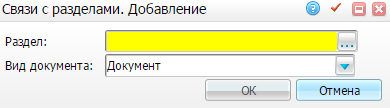 Связи с разделами. Добавление
Раздел:
...
Вид документа: Документ
ОК Отмена